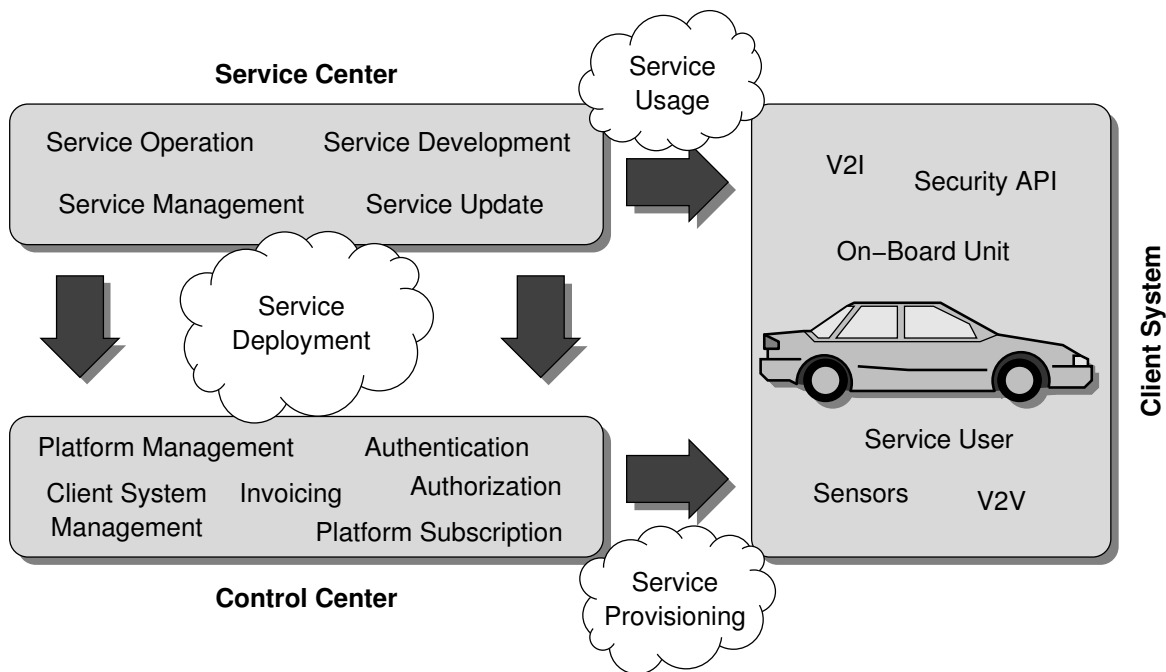 Service Center
Service
Usage
Service Operation
Service Development
Service Management
Service Update
V2I
Security API
On–Board Unit
Service
Deployment
Client System
Platform Management
Authentication
Client System
Management
Invoicing
Authorization
Platform Subscription
Service User
Sensors
V2V
Control Center
Service
Provisioning